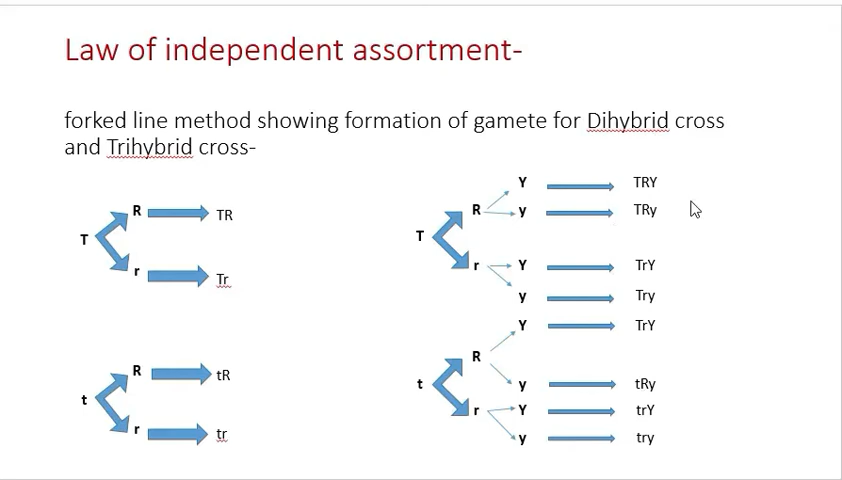 Law of independent assortment-
forked line method showing formation of gamete for Dihybrid cross
and Trihybrid cross-
T
R
TR
r
Tr
t
R
tR
r
tr
T
R
Y
TRY
y
TRy
r
Y
TrY
y
Try
t
R
Y
TrY
y
tRy
r
Y
trY
y
try